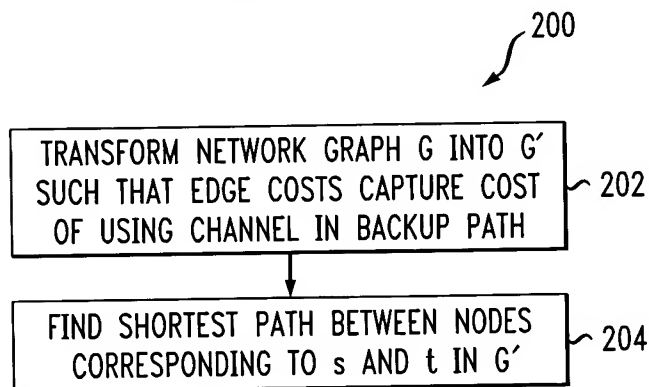 200
TRANSFORM NETWORK GRAPH G INTO G′
SUCH THAT EDGE COSTS CAPTURE COST
OF USING CHANNEL IN BACKUP PATH
202
FIND SHORTEST PATH BETWEEN NODES
CORRESPONDING TO s AND t IN G′
204